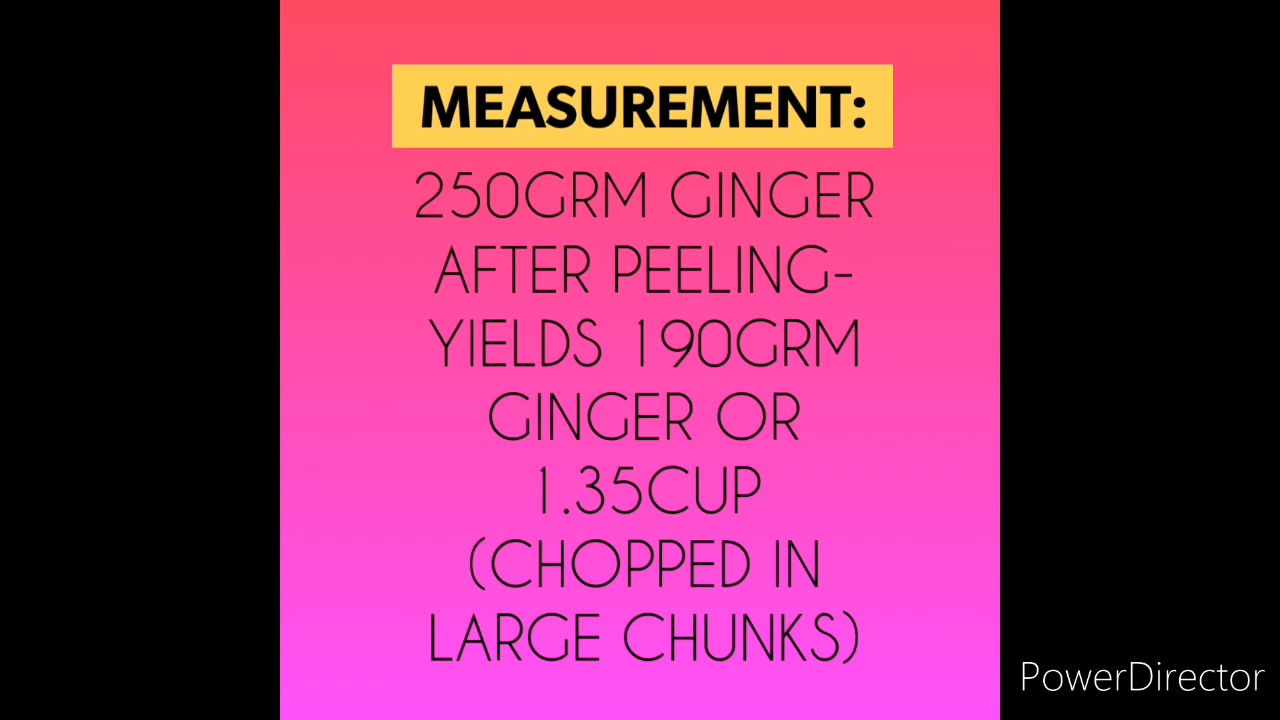 MEASUREMENT:
250GRM GINGER
AFTER PEELING-
YIELDS 190GRM
GINGER OR
1.35CUP
(CHOPPED IN
LARGE CHUNKS)
PowerDirector